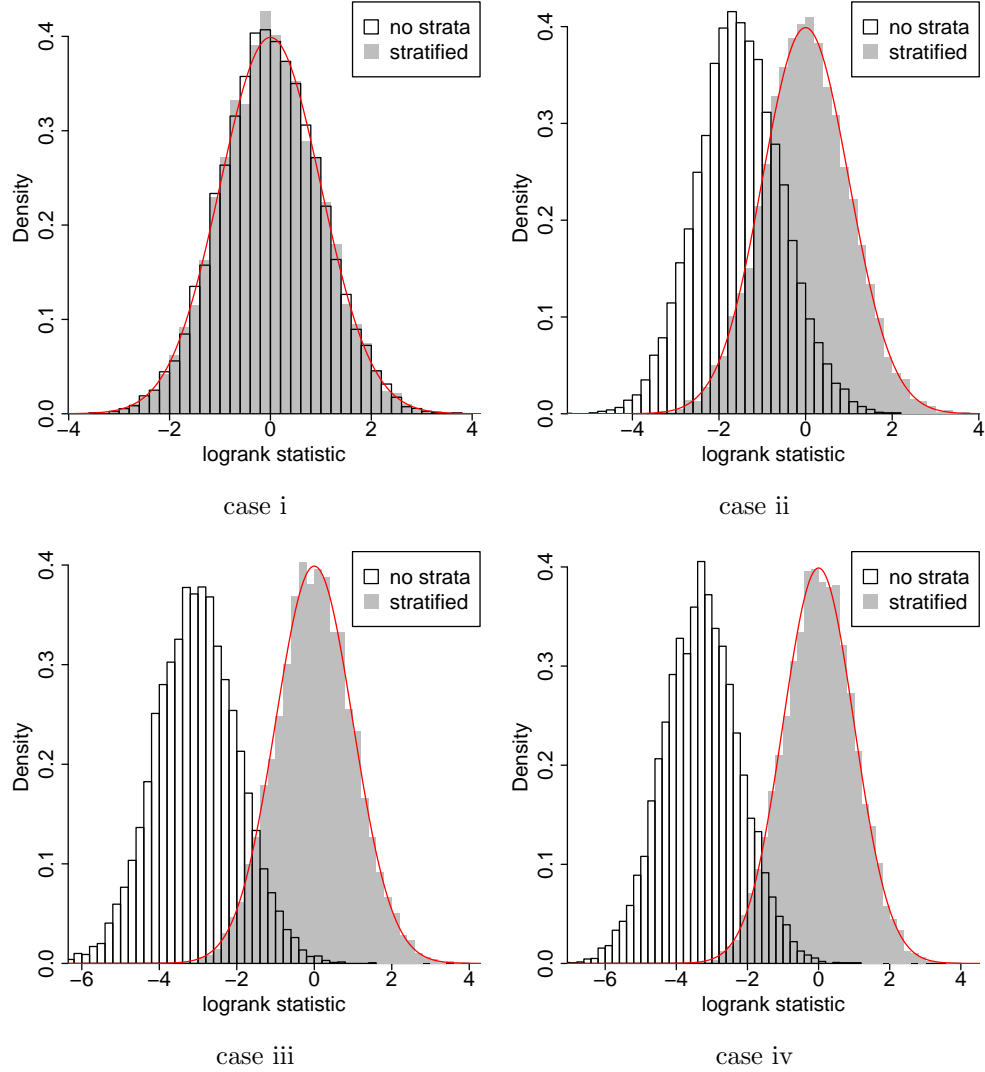 no strata
stratified
Density
0.0 0.1 0.2 0.3 0.4
−4 −2 0 2 4
logrank statistic
case i
no strata
stratified
Density
0.0 0.1 0.2 0.3 0.4
−4 −2 0 2 4
logrank statistic
case ii
no strata
stratified
Density
0.0 0.1 0.2 0.3 0.4
−6 −4 −2 0 2 4
logrank statistic
case iii
no strata
stratified
Density
0.0 0.1 0.2 0.3 0.4
−6 −4 −2 0 2 4
logrank statistic
case iv